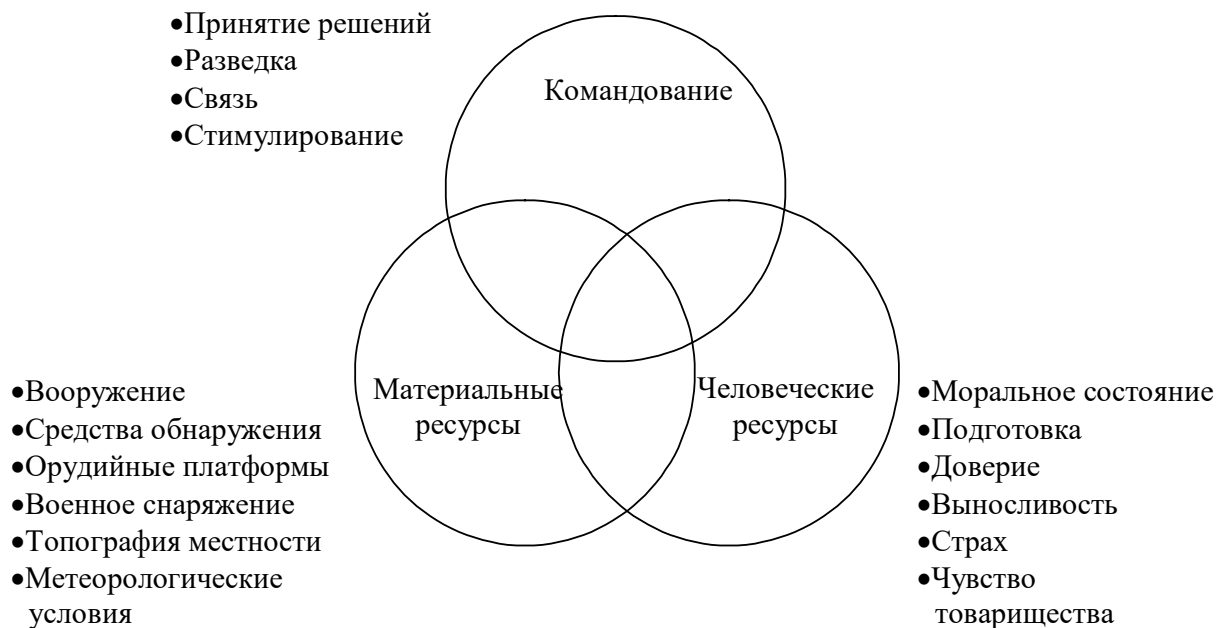 •Принятие решений
•Разведка
•Связь
•Стимулирование
Командование
Материальные
ресурсы
Человеческие
ресурсы
•Вооружение
•Средства обнаружения
•Орудийные платформы
•Военное снаряжение
•Топография местности
•Метеорологические
условия
•Моральное состояние
•Подготовка
•Доверие
•Выносливость
•Страх
•Чувство
товарищества